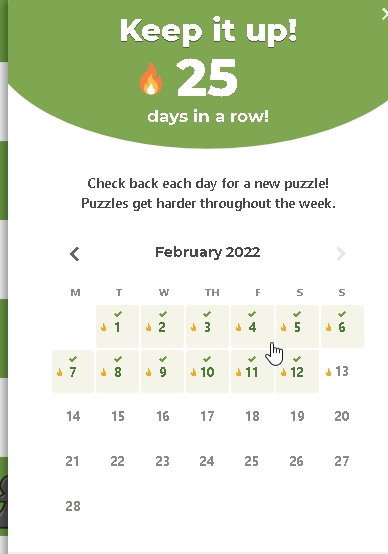 Keep it up!
25
days in a row!
Check back each day for a new puzzle!
Puzzles get harder throughout the week.
February 2022
M T W TH F S S
1 2 3 4 5 6
7 8 9 10 11 12 13
14 15 16 17 18 19 20
21 22 23 24 25 26 27
28